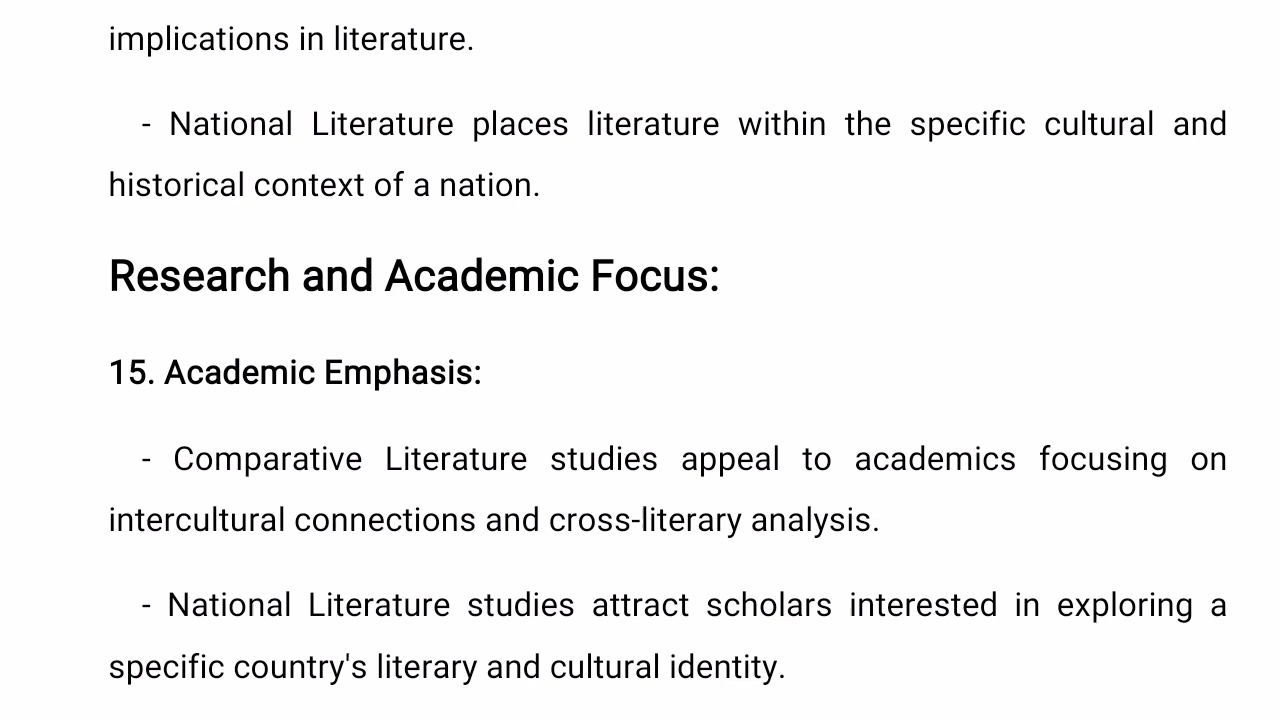 implications in literature.
- National Literature places literature within the specific cultural and
historical context of a nation.
Research and Academic Focus:
15. Academic Emphasis:
- Comparative Literature studies appeal to academics focusing on
intercultural connections and cross-literary analysis.
- National Literature studies attract scholars interested in exploring a
specific country's literary and cultural identity.